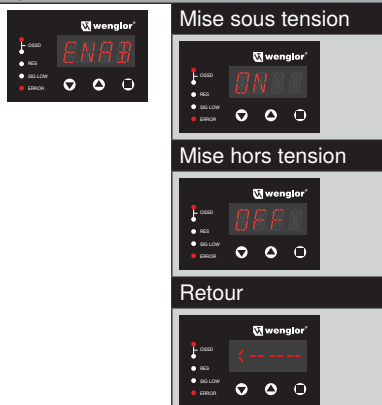 wenglor
ENAB
OSSD
RES
SIG LOW
ERROR
Mise sous tension
wenglor
ON
OSSD
RES
SIG LOW
ERROR
Mise hors tension
wenglor
OFF
OSSD
RES
SIG LOW
ERROR
Retour
wenglor
<-----
OSSD
RES
SIG LOW
ERROR